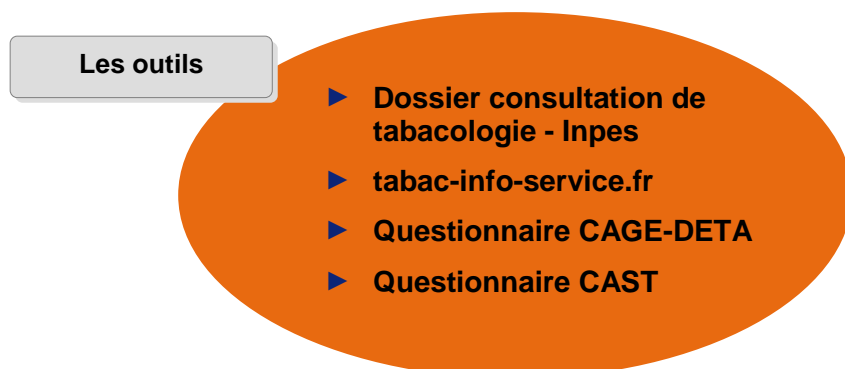 Les outils
► Dossier consultation de
tabacologie - Inpes
► tabac-info-service.fr
► Questionnaire CAGE-DETA
► Questionnaire CAST